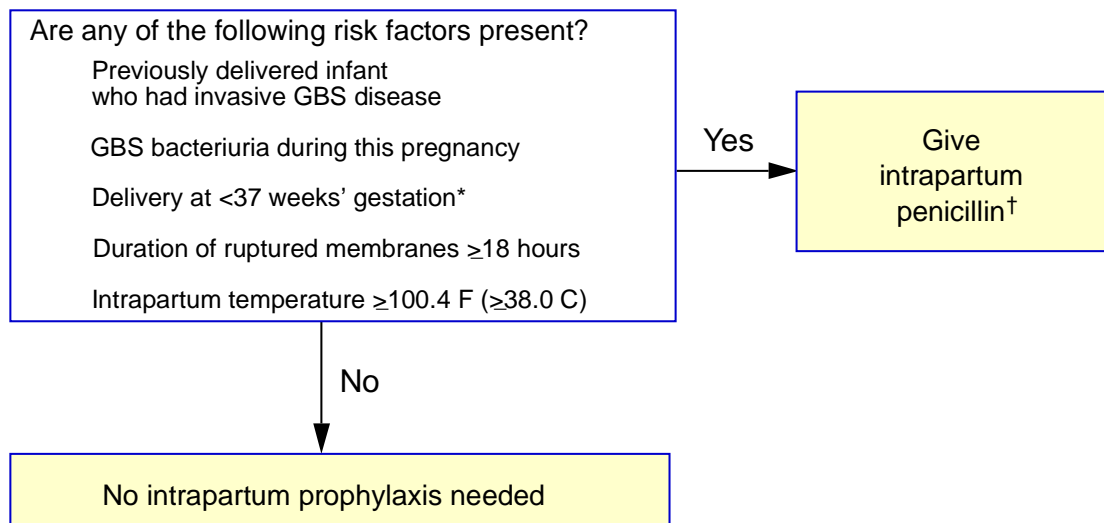 Are any of the following risk factors present?
Previously delivered infant
who had invasive GBS disease
GBS bacteriuria during this pregnancy
Delivery at <37 weeks’ gestation*
Duration of ruptured membranes ≥18 hours
Intrapartum temperature ≥100.4 F (≥38.0 C)
Yes
Give
intrapartum
penicillin†
No
No intrapartum prophylaxis needed